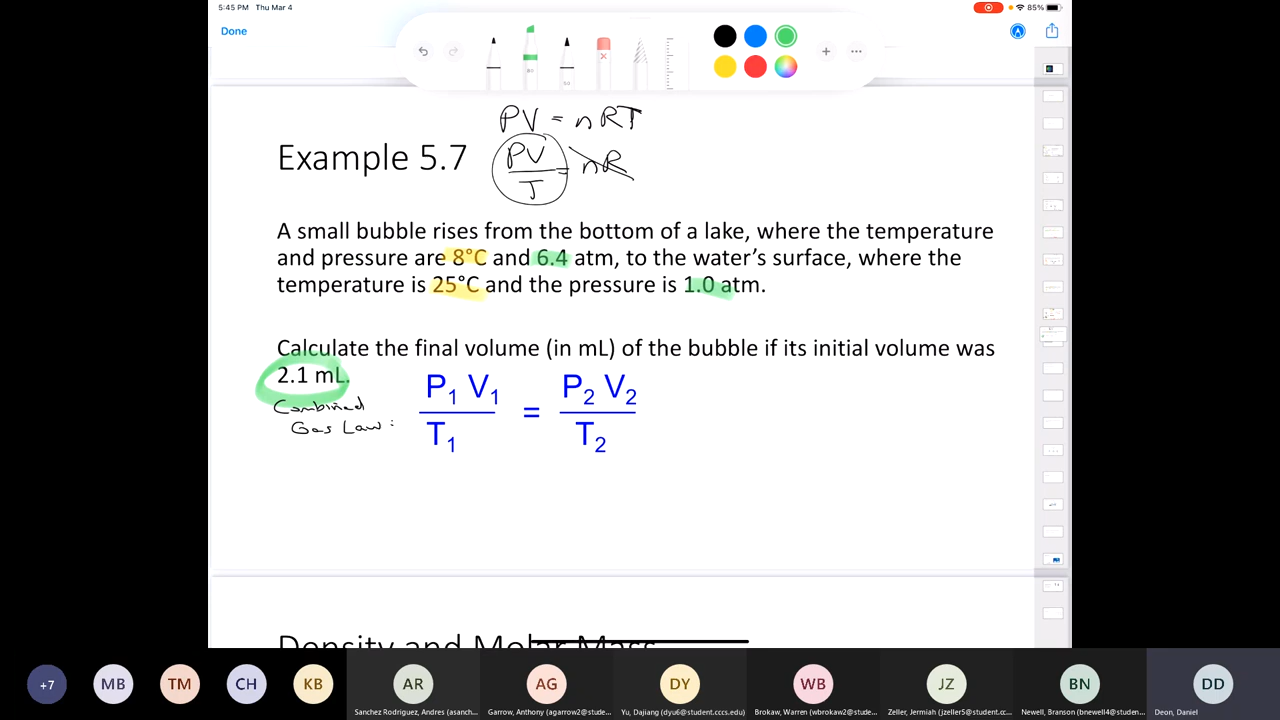 5:45 PM Thu Mar 4
85%
Done
PV = nRT
Example 5.7
PV
T
= nR
A small bubble rises from the bottom of a lake, where the temperature
and pressure are 8°C and 6.4 atm, to the water's surface, where the
temperature is 25°C and the pressure is 1.0 atm.
Calculate the final volume (in mL) of the bubble if its initial volume was
2.1 mL.
Combined
Gas Law:
P1 V1
T1
=
P2 V2
T2
Density and Molar Mass
+7
MB
TM
CH
KB
AR
AG
DY
WB
JZ
BN
DD
Sanchez Rodriguez, Andres (asanch...
Garrow, Anthony (agarrow2@stude...
Yu, Dajiang (dyu6@student.cccs.edu)
Brokaw, Warren (wbrokaw2@stude...
Zeller, Jermiah (jzeller5@student.cc...
Newell, Branson (bnewell4@studen...
Deon, Daniel